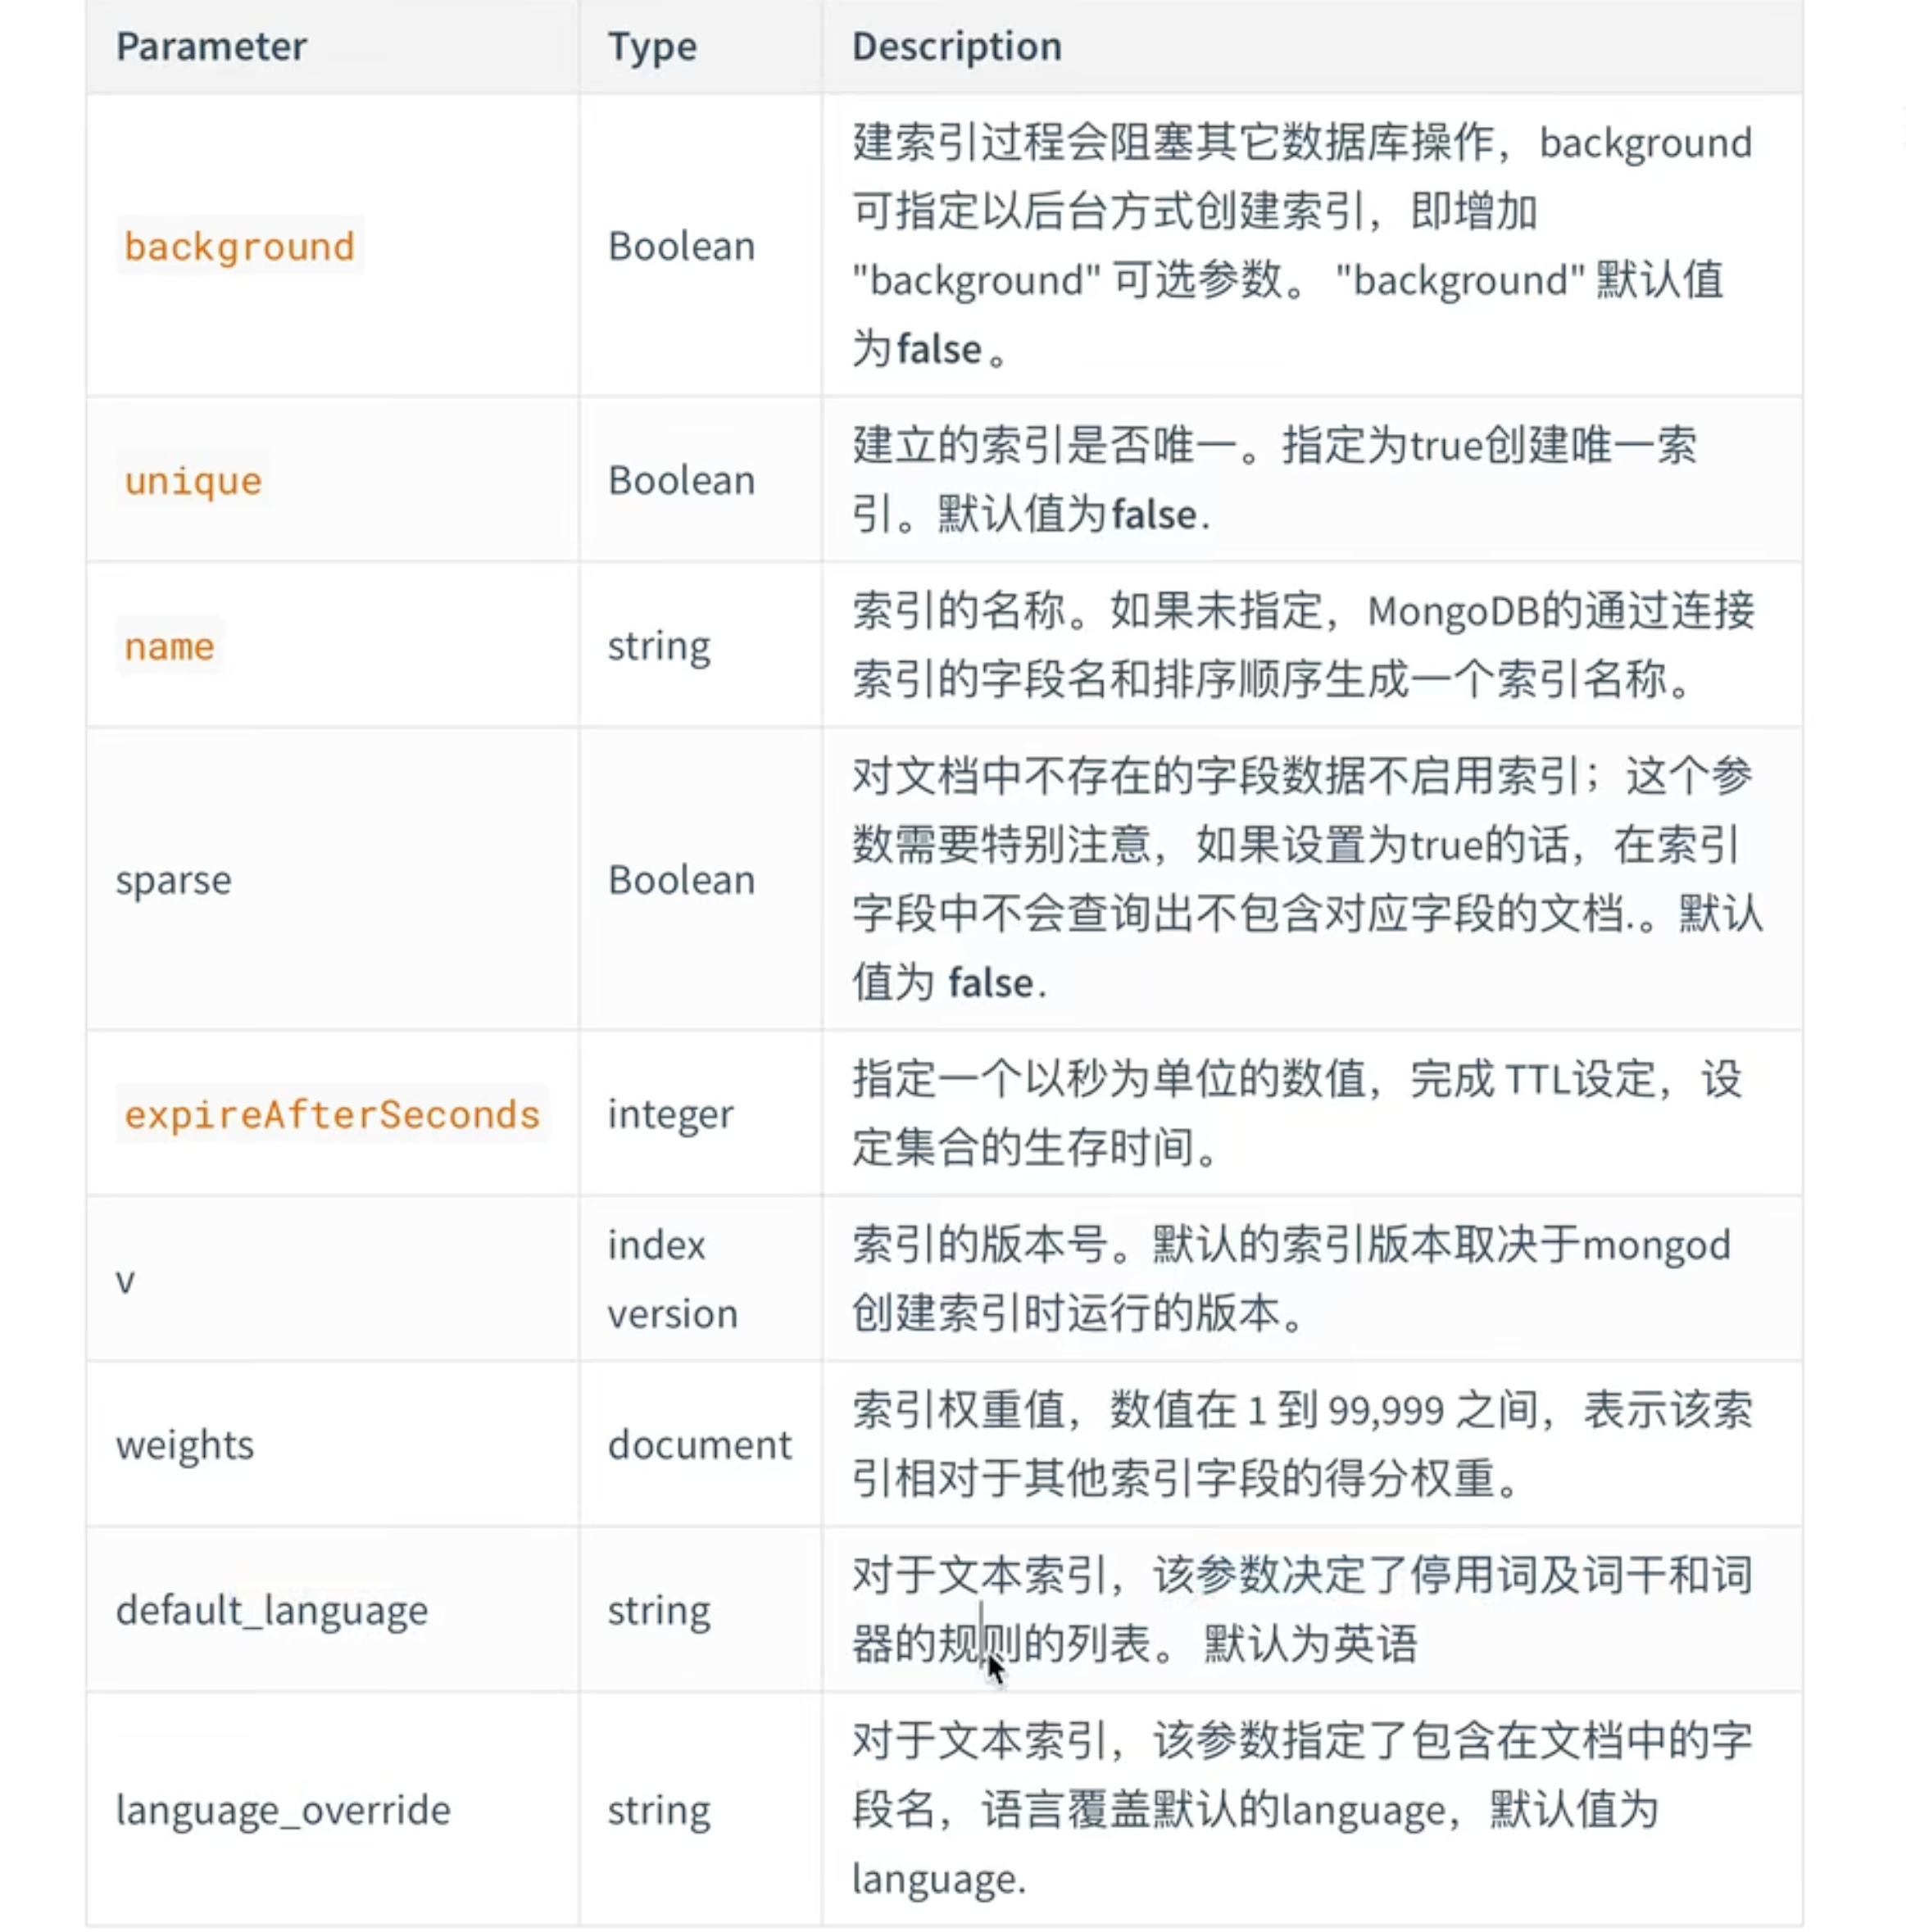 Parameter Type Description
建索引过程会阻塞其它数据库操作，background
可指定以后台方式创建索引，即增加
background Boolean
"background" 可选参数。 "background" 默认值
为false。
建立的索引是否唯一。指定为true创建唯一索
unique Boolean
引。默认值为false.
索引的名称。如果未指定，MongoDB的通过连接
name string
索引的字段名和排序顺序生成一个索引名称。
对文档中不存在的字段数据不启用索引；这个参
数需要特别注意，如果设置为true的话，在索引
sparse Boolean
字段中不会查询出不包含对应字段的文档.。默认
值为 false.
指定一个以秒为单位的数值，完成 TTL设定，设
expireAfterSeconds integer
定集合的生存时间。
index 索引的版本号。默认的索引版本取决于mongod
v
version 创建索引时运行的版本。
索引权重值，数值在 1 到 99,999 之间，表示该索
weights document
引相对于其他索引字段的得分权重。
对于文本索引，该参数决定了停用词及词干和词
default_language string
器的规则的列表。 默认为英语
对于文本索引，该参数指定了包含在文档中的字
language_override string 段名，语言覆盖默认的language，默认值为
language.